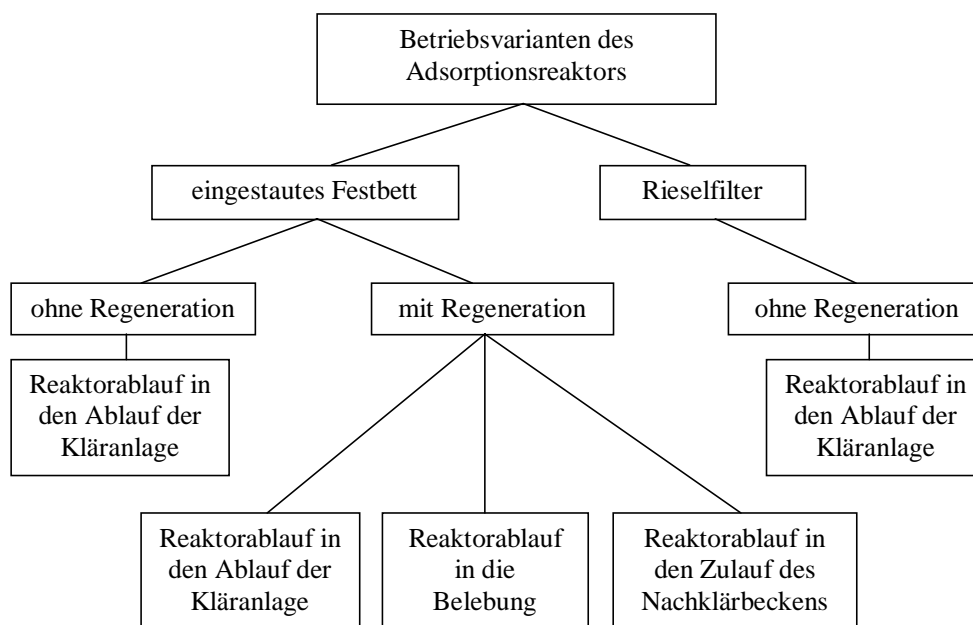 Betriebsvarianten des
Adsorptionsreaktors
eingestautes Festbett
Rieselfilter
ohne Regeneration
mit Regeneration
ohne Regeneration
Reaktorablauf in
den Ablauf der
Kläranlage
Reaktorablauf in
den Ablauf der
Kläranlage
Reaktorablauf in
den Ablauf der
Kläranlage
Reaktorablauf
in die
Belebung
Reaktorablauf in
den Zulauf des
Nachklärbeckens